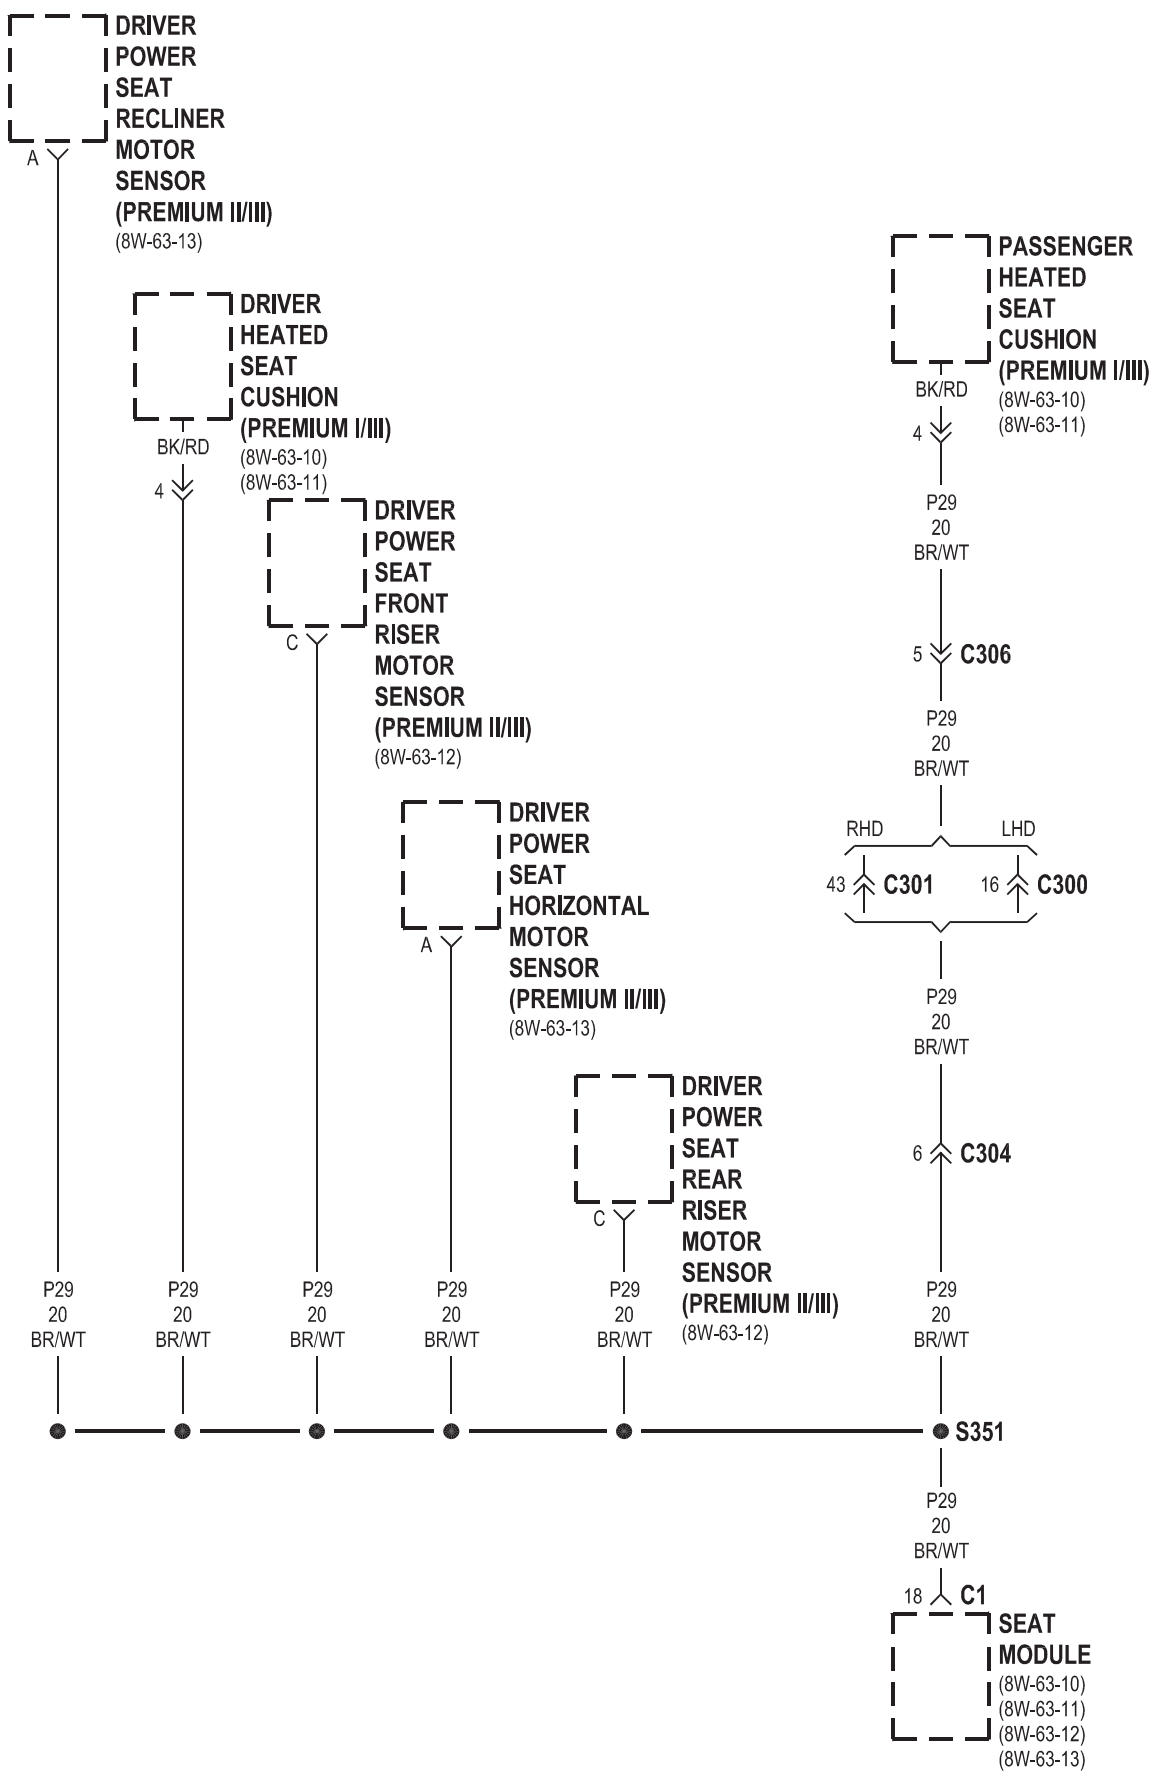 DRIVER
POWER
SEAT
RECLINER
MOTOR
SENSOR
(PREMIUM II/III)
(8W-63-13)
A
DRIVER
HEATED
SEAT
CUSHION
(PREMIUM I/III)
(8W-63-10)
(8W-63-11)
BK/RD
4
DRIVER
POWER
SEAT
FRONT
RISER
MOTOR
SENSOR
(PREMIUM II/III)
(8W-63-12)
C
DRIVER
POWER
SEAT
HORIZONTAL
MOTOR
SENSOR
(PREMIUM II/III)
(8W-63-13)
A
DRIVER
POWER
SEAT
REAR
RISER
MOTOR
SENSOR
(PREMIUM II/III)
(8W-63-12)
C
PASSENGER
HEATED
SEAT
CUSHION
(PREMIUM I/III)
(8W-63-10)
(8W-63-11)
BK/RD
4
P29
20
BR/WT
5 C306
P29
20
BR/WT
RHD LHD
43 C301 16 C300
P29
20
BR/WT
6 C304
P29 P29 P29 P29 P29 P29
20 20 20 20 20 20
BR/WT BR/WT BR/WT BR/WT BR/WT BR/WT
S351
P29
20
BR/WT
18 C1
SEAT
MODULE
(8W-63-10)
(8W-63-11)
(8W-63-12)
(8W-63-13)